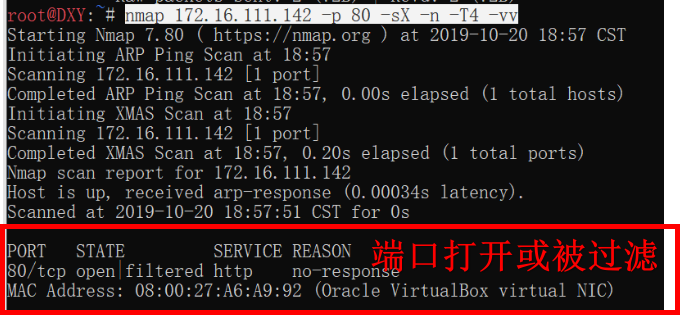 root@DXY:~# nmap 172.16.111.142 -p 80 -sX -n -T4 -vv
Starting Nmap 7.80 ( https://nmap.org ) at 2019-10-20 18:57 CST
Initiating ARP Ping Scan at 18:57
Scanning 172.16.111.142 [1 port]
Completed ARP Ping Scan at 18:57, 0.00s elapsed (1 total hosts)
Initiating XMAS Scan at 18:57
Scanning 172.16.111.142 [1 port]
Completed XMAS Scan at 18:57, 0.20s elapsed (1 total ports)
Nmap scan report for 172.16.111.142
Host is up, received arp-response (0.00034s latency).
Scanned at 2019-10-20 18:57:51 CST for 0s
PORT STATE SERVICE REASON
端口打开或被过滤
80/tcp open|filtered http no-response
MAC Address: 08:00:27:A6:A9:92 (Oracle VirtualBox virtual NIC)